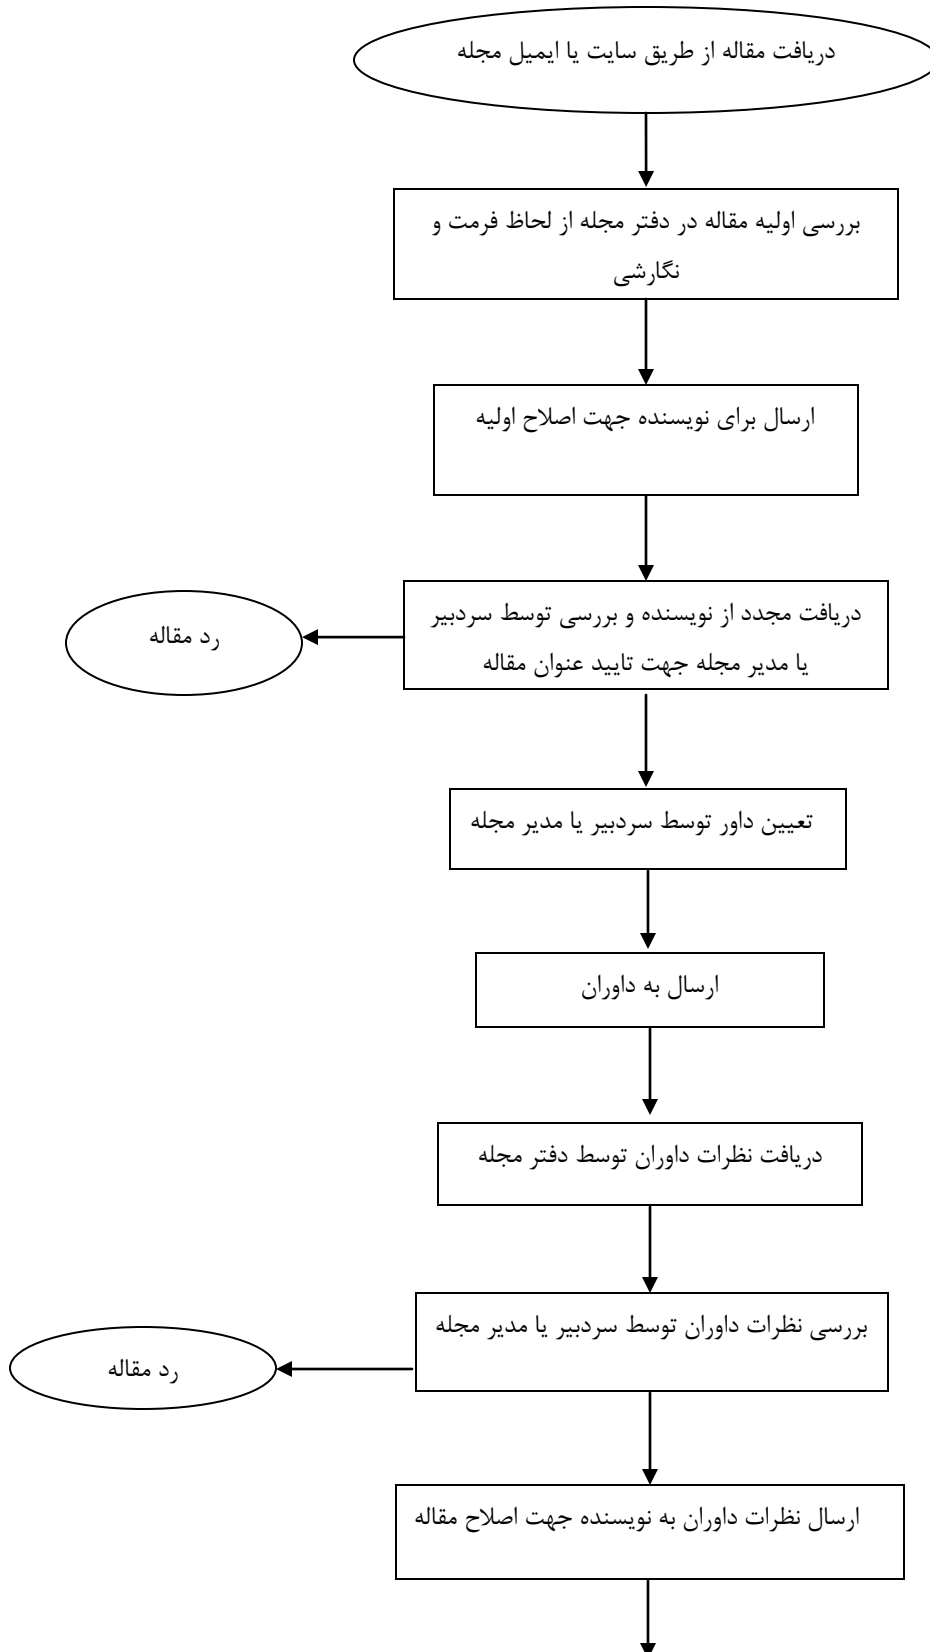 دریافت مقاله از طریق سایت یا ایمیل مجله
بررسی اولیه مقاله در دفتر مجله از لحاظ فرمت و
نگارشی
ارسال برای نویسنده جهت اصلاح اولیه
دریافت مجدد از نویسنده و بررسی توسط سردبیر
یا مدیر مجله جهت تایید عنوان مقاله
رد مقاله
تعیین داور توسط سردبیر یا مدیر مجله
ارسال به داوران
دریافت نظرات داوران توسط دفتر مجله
بررسی نظرات داوران توسط سردبیر یا مدیر مجله
رد مقاله
ارسال نظرات داوران به نویسنده جهت اصلاح مقاله